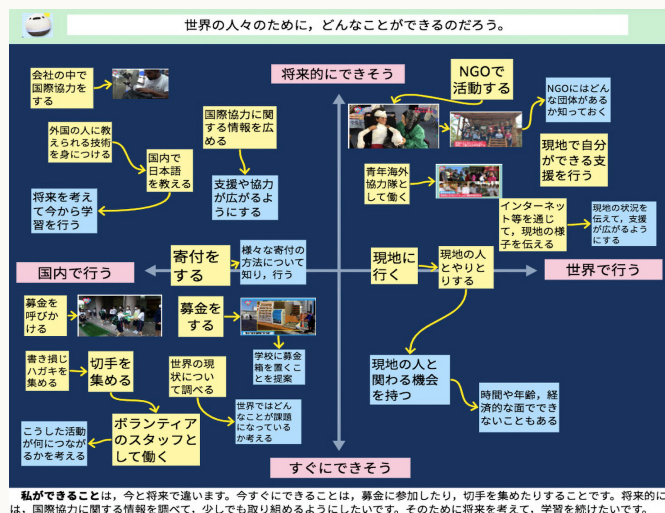 世界の人々のために，どんなことができるのだろう。
将来的にできそう
会社の中で
国際協力を
する
外国の人に教
えられる技術
を身につける
国内で
日本語
を教える
将来を考え
て今から学
習を行う
国際協力に関
する情報を広
める
支援や協力
が広がるよ
うにする
NGOで
活動する
NGOにはどん
な団体がある
か知っておく
現地で自分
ができる支
援を行う
青年海外
協力隊とし
て働く
インターネッ
ト等を通じ
て，現地の様
子を伝える
現地の状況を
伝えて，支援
が広がるよう
にする
国内で行う
寄付を
する
様々な寄付の
方法について
知り，行う
現地に
行く
現地の人
とやりと
りする
世界で行う
募金を
呼びか
ける
募金を
する
学校に募金
箱を置くこ
とを提案
書き損じ
ハガキを
集める
切手を
集める
世界の現
状につい
て調べる
ボランティア
のスタッフと
して働く
こうした活動
が何につなが
るかを考える
世界ではどん
なことが課題
になっている
か考える
現地の人と
関わる機会
を持つ
時間や年齢，経
済的な面ででき
ないこともある
すぐにできそう
私ができることは，今と将来で違います。今すぐにできることは，募金に参加したり，切手を集めたりすることです。将来的に
は，国際協力に関する情報を調べて，少しでも取り組めるようにしたいです。そのために将来を考えて，学習を続けたいです。